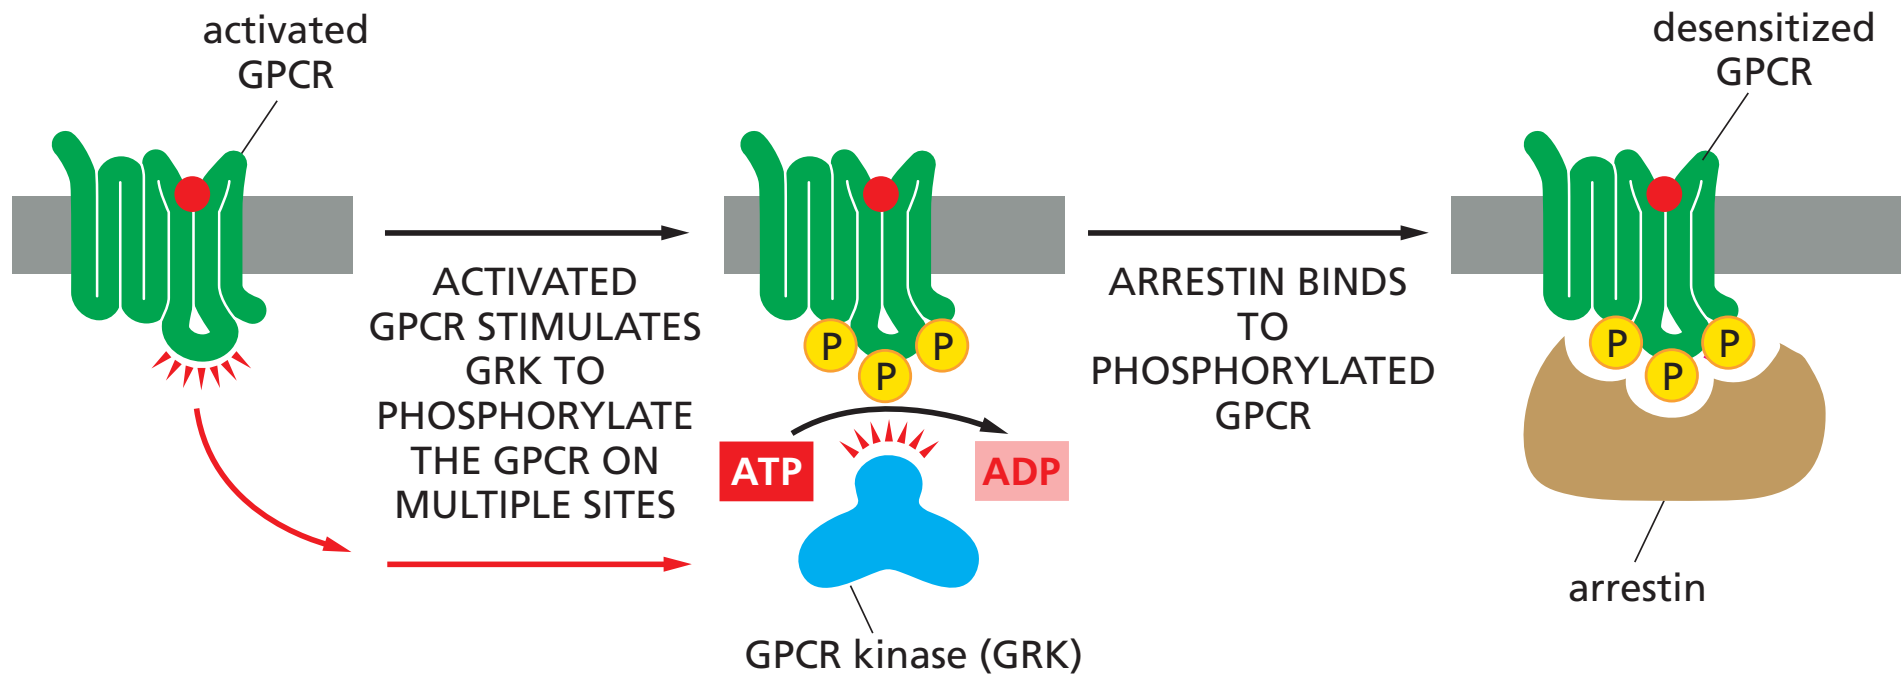 activated
GPCR
ACTIVATED
GPCR STIMULATES
GRK TO
PHOSPHORYLATE
THE GPCR ON
MULTIPLE SITES
P
P
P
ATP
ADP
GPCR kinase (GRK)
ARRESTIN BINDS
TO
PHOSPHORYLATED
GPCR
desensitized
GPCR
P
P
P
arrestin